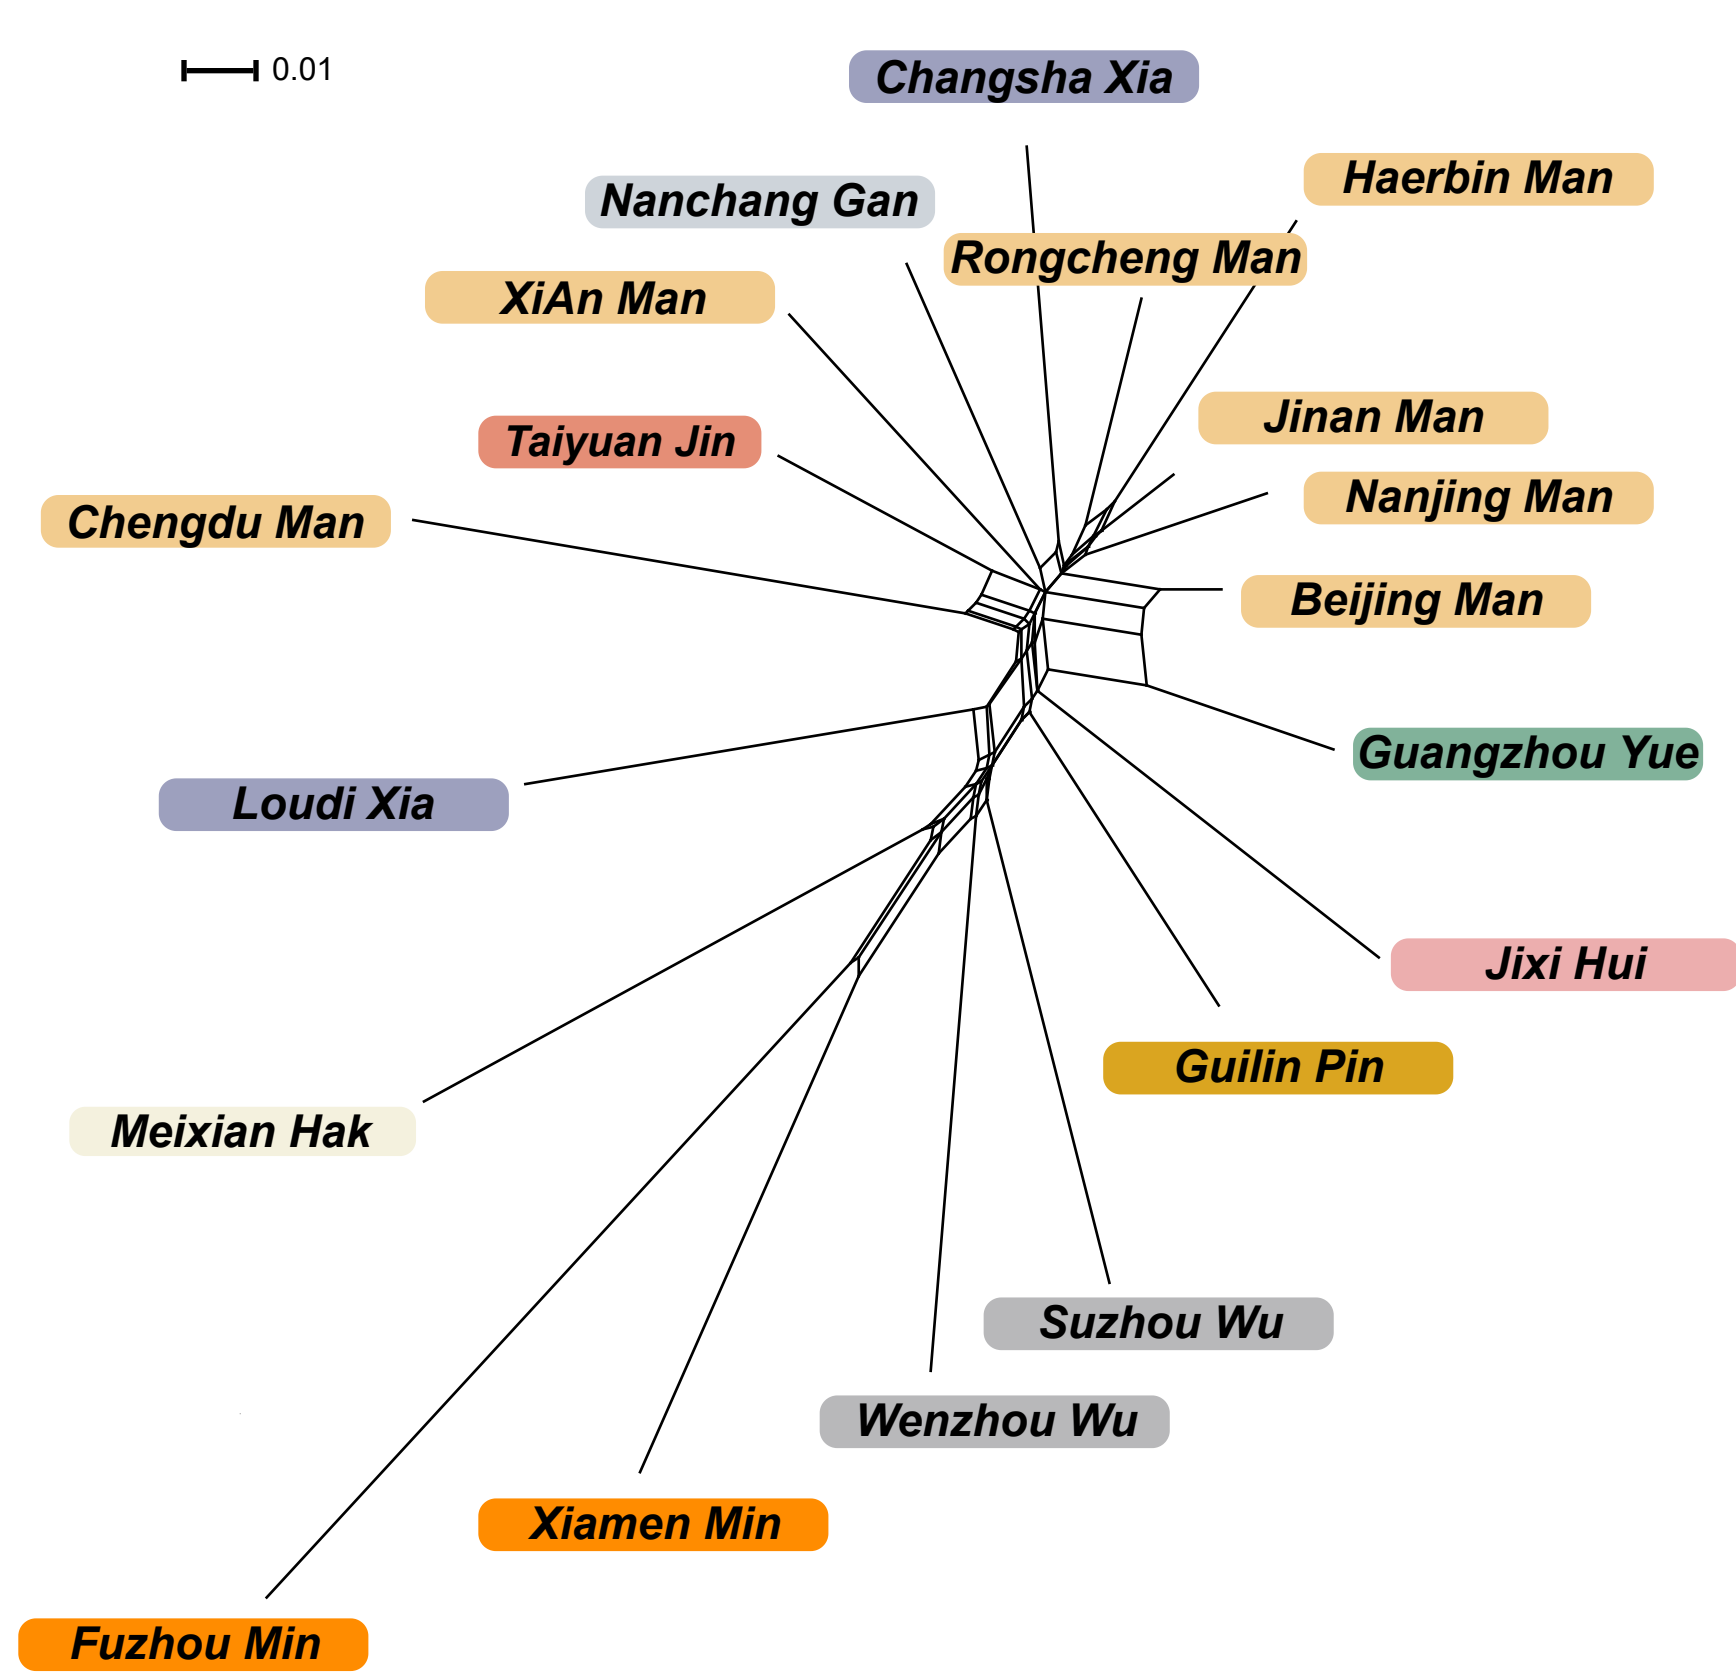 0.01
Changsha Xia
Haerbin Man
Nanchang Gan
Rongcheng Man
XiAn Man
Jinan Man
Taiyuan Jin
Nanjing Man
Chengdu Man
Beijing Man
Guangzhou Yue
Loudi Xia
Jixi Hui
Guilin Pin
Meixian Hak
Suzhou Wu
Wenzhou Wu
Xiamen Min
Fuzhou Min